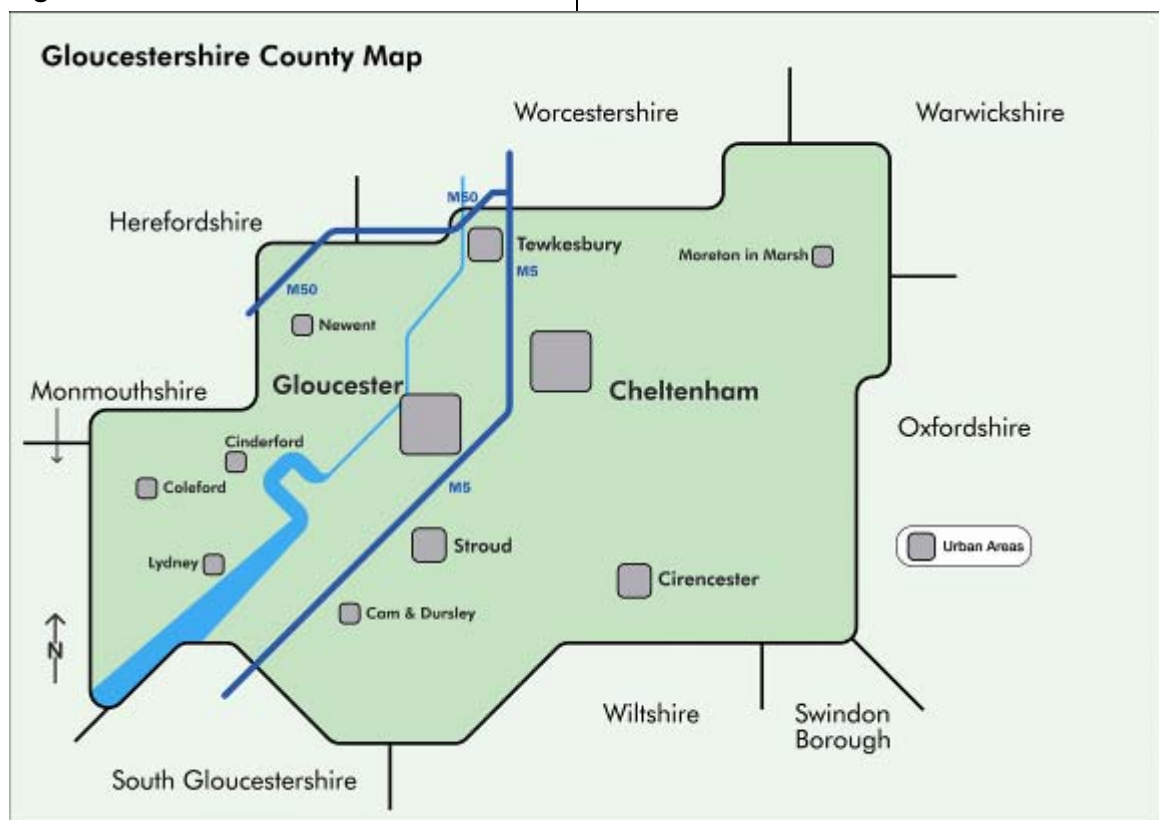 Gloucestershire County Map
Worcestershire
Warwickshire
M50
Herefordshire
Tewkesbury
Moreton in Marsh
M5
M50
Newent
Gloucester
Monmouthshire
Cheltenham
Oxfordshire
Cinderford
Coleford
M5
Stroud
Urban Areas
Lydney
Cirencester
Cam & Dursley
N
Wiltshire
Swindon
Borough
South Gloucestershire